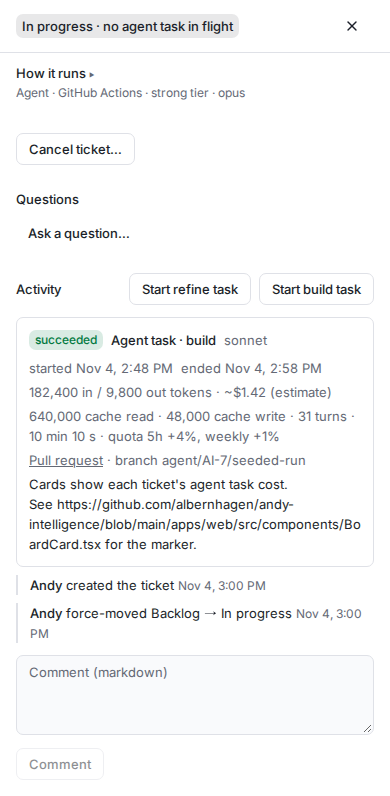 In progress · no agent task in flight
How it runs ▸
Agent · GitHub Actions · strong tier · opus
Cancel ticket...
Questions
Ask a question...
Activity
Start refine task
Start build task
succeeded Agent task · build sonnet
started Nov 4, 2:48 PM ended Nov 4, 2:58 PM
182,400 in / 9,800 out tokens · ~$1.42 (estimate)
640,000 cache read · 48,000 cache write · 31 turns ·
10 min 10 s · quota 5h +4%, weekly +1%
Pull request · branch agent/AI-7/seeded-run
Cards show each ticket's agent task cost.
See https://github.com/albernhagen/andy-
intelligence/blob/main/apps/web/src/components/Bo
ardCard.tsx for the marker.
Andy created the ticket Nov 4, 3:00 PM
Andy force-moved Backlog → In progress Nov 4, 3:00
PM
Comment (markdown)
Comment